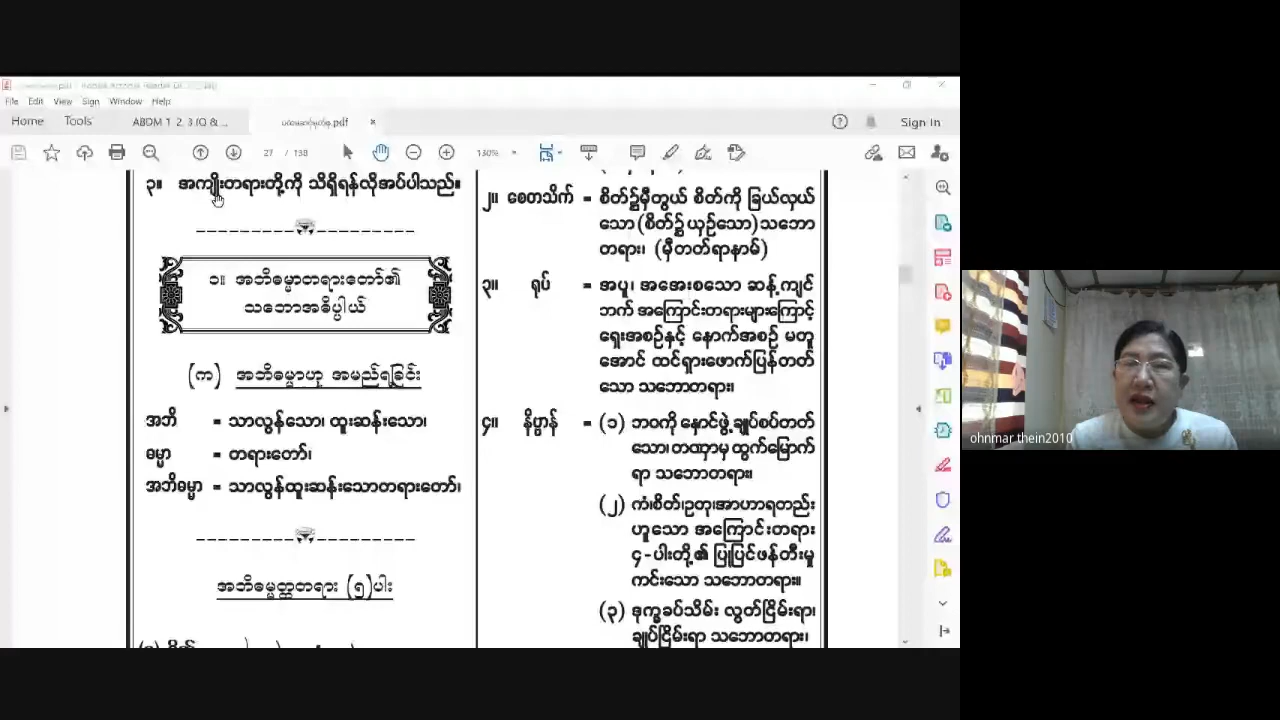 File Edit View Sign Window Help
Home Tools ABDM 1, 2, 3 (Q &... Sign In
27 / 138 130%
၃။ အကျိုးတရားတို့ကို သိရှိရန်လိုအပ်ပါသည်။
၁။ အဘိဓမ္မာတရားတော်၏
သဘောအဓိပ္ပါယ်
(က) အဘိဓမ္မာဟု အမည်ရခြင်း
အဘိ = သာလွန်သော၊ ထူးဆန်းသော၊
ဓမ္မာ = တရားတော်၊
အဘိဓမ္မာ = သာလွန်ထူးဆန်းသောတရားတော်၊
အဘိဓမ္မတ္ထတရား (၅)ပါး
၂။ စေတသိက် = စိတ်၌မှီတွယ် စိတ်ကို ခြယ်လှယ်
သော (စိတ်၌ ယှဉ်သော) သဘော
တရား၊ (မှီတတ်ရာနာမ်)
၃။ ရုပ် = အပူ၊ အအေးစသော ဆန့်ကျင်
ဘက် အကြောင်းတရားများကြောင့်
ရှေးအစဉ်နှင့် နောက်အစဉ် မတူ
အောင် ထင်ရှားဖောက်ပြန်တတ်
သော သဘောတရား၊
၄။ နိဗ္ဗာန် = (၁) ဘဝကို နှောင်ဖွဲ့ချုပ်စပ်တတ်
သော၊ တဏှာမှ ထွက်မြောက်
ရာ သဘောတရား၊
(၂) ကံ၊စိတ်၊ဥတု၊အာဟာရတည်း
ဟူသော အကြောင်းတရား
၄-ပါးတို့၏ ပြုပြင်ဖန်တီးမှု
ကင်းသော သဘောတရား။
(၃) ဒုက္ခခပ်သိမ်း လွတ်ငြိမ်းရာ၊
ချုပ်ငြိမ်းရာ သဘောတရား၊
ohnmar thein2010